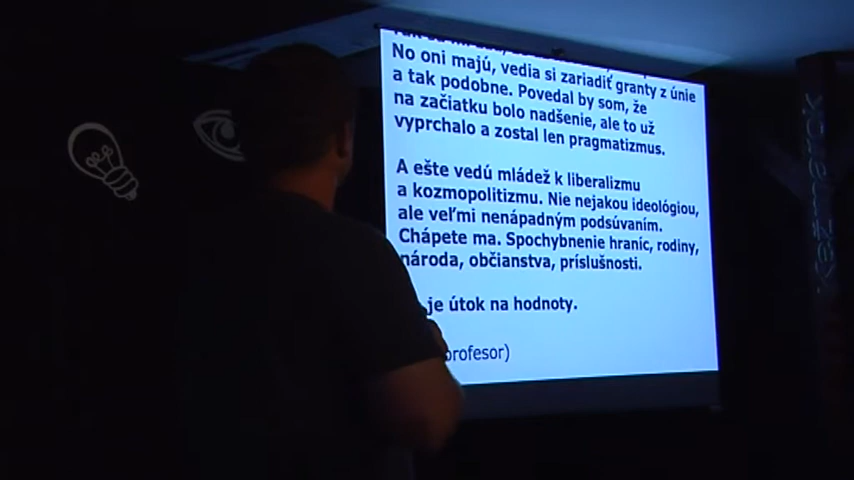 No oni majú, vedia si zariadiť granty z únie
a tak podobne. Povedal by som, že
na začiatku bolo nadšenie, ale to už
vyprchalo a zostal len pragmatizmus.
A ešte vedú mládež k liberalizmu
a kozmopolitizmu. Nie nejakou ideológiou,
ale veľmi nenápadným podsúvaním.
Chápete ma. Spochybnenie hraníc, rodiny,
národa, občianstva, príslušnosti.
je útok na hodnoty.
profesor)
kežmarok